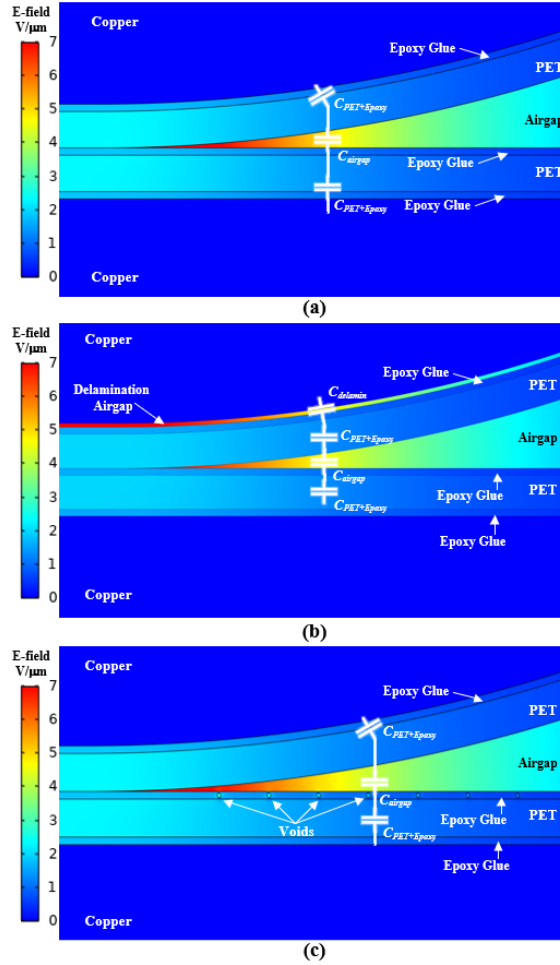 E-field
V/μm
Copper
7
6
5
4
3
2
1
0
Epoxy Glue
PET
C_PET+Epoxy
Airgap
C_airgap
Epoxy Glue
PET
C_PET+Epoxy
Epoxy Glue
Copper
(a)
E-field
V/μm
Copper
7
6
5
4
3
2
1
0
Delamination
Airgap
C_delamin
Epoxy Glue
PET
C_PET+Epoxy
Airgap
C_airgap
PET
C_PET+Epoxy
Epoxy Glue
Epoxy Glue
Copper
(b)
E-field
V/μm
Copper
7
6
5
4
3
2
1
0
Epoxy Glue
PET
C_PET+Epoxy
Airgap
C_airgap
PET
Voids
C_PET+Epoxy
Epoxy Glue
Epoxy Glue
Copper
(c)